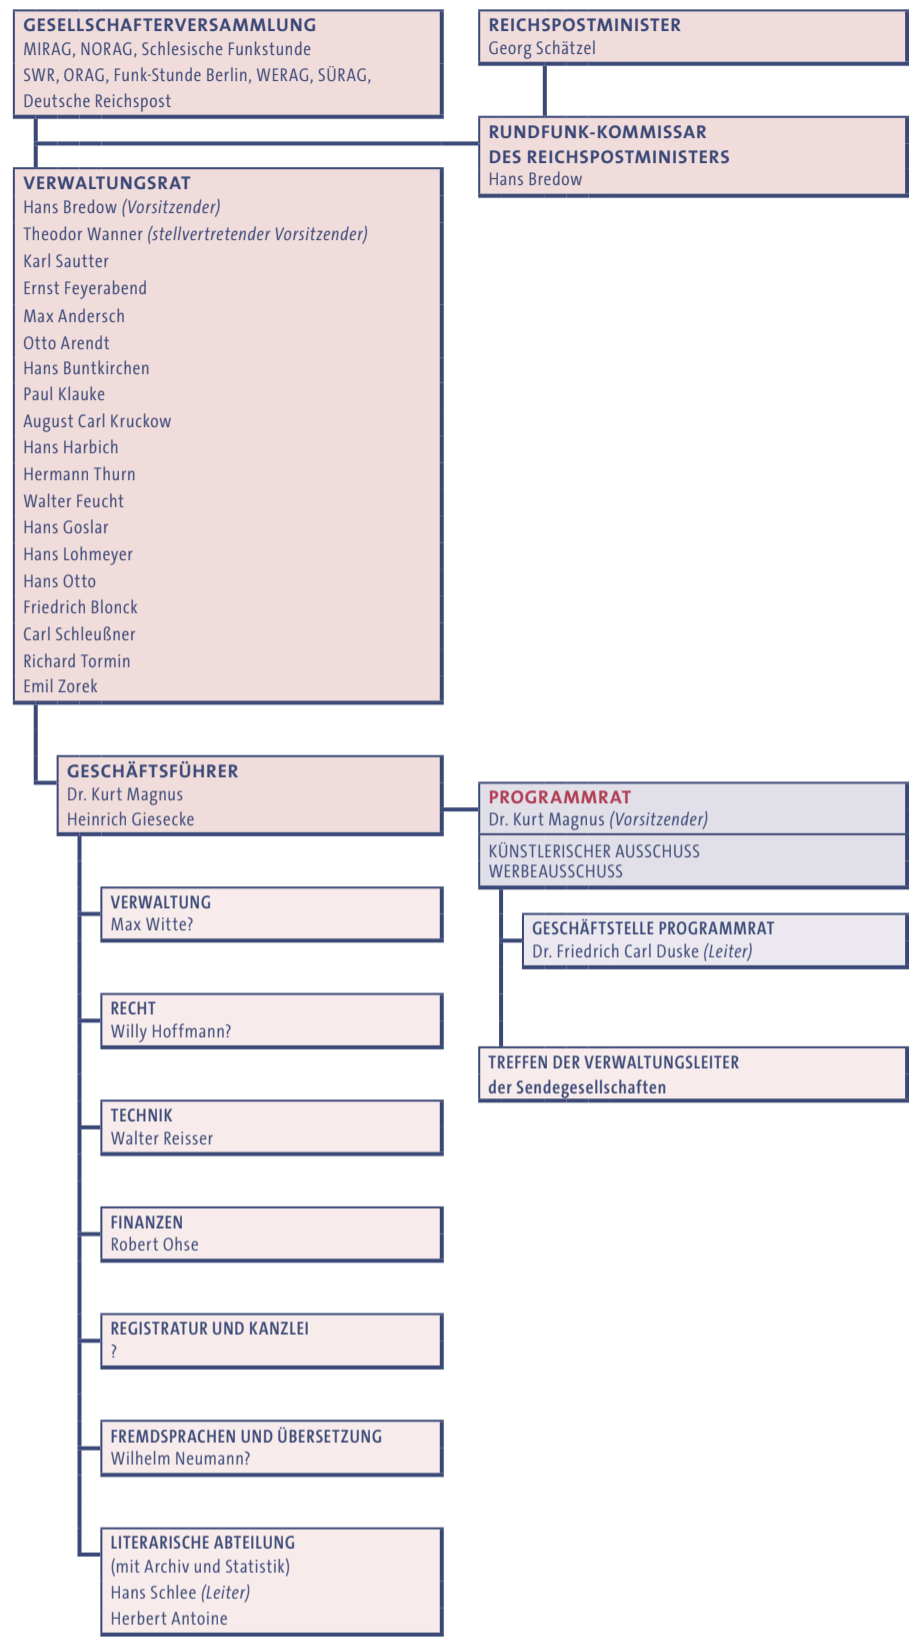 GESELLSCHAFTERVERSAMMLUNG
MIRAG, NORAG, Schlesische Funkstunde
SWR, ORAG, Funk-Stunde Berlin, WERAG, SÜRAG,
Deutsche Reichspost
REICHSPOSTMINISTER
Georg Schätzel
RUNDFUNK-KOMMISSAR
DES REICHSPOSTMINISTERS
Hans Bredow
VERWALTUNGSRAT
Hans Bredow (Vorsitzender)
Theodor Wanner (stellvertretender Vorsitzender)
Karl Sautter
Ernst Feyerabend
Max Andersch
Otto Arendt
Hans Buntkirchen
Paul Klauke
August Carl Kruckow
Hans Harbich
Hermann Thurn
Walter Feucht
Hans Goslar
Hans Lohmeyer
Hans Otto
Friedrich Blonck
Carl Schleußner
Richard Tormin
Emil Zorek
GESCHÄFTSFÜHRER
Dr. Kurt Magnus
Heinrich Giesecke
PROGRAMMRAT
Dr. Kurt Magnus (Vorsitzender)
KÜNSTLERISCHER AUSSCHUSS
WERBEAUSSCHUSS
GESCHÄFTSTELLE PROGRAMMRAT
Dr. Friedrich Carl Duske (Leiter)
TREFFEN DER VERWALTUNGSLEITER
der Sendegesellschaften
VERWALTUNG
Max Witte?
RECHT
Willy Hoffmann?
TECHNIK
Walter Reisser
FINANZEN
Robert Ohse
REGISTRATUR UND KANZLEI
?
FREMDSPRACHEN UND ÜBERSETZUNG
Wilhelm Neumann?
LITERARISCHE ABTEILUNG
(mit Archiv und Statistik)
Hans Schlee (Leiter)
Herbert Antoine